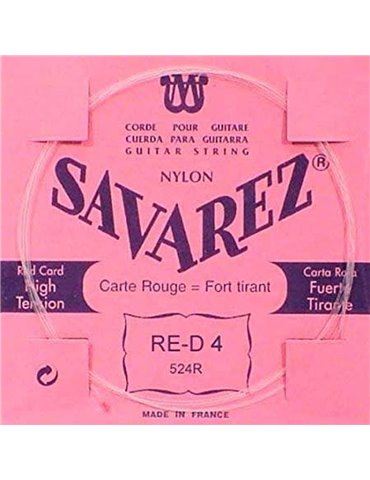 CORDE POUR GUITARE
CUERDA PARA GUITARRA
GUITAR STRING
NYLON
SAVAREZ®
Red Card
High
Tension
Carte Rouge = Fort tirant
Carta Roja
Fuerte
Tirante
RE-D 4
524R
MADE IN FRANCE